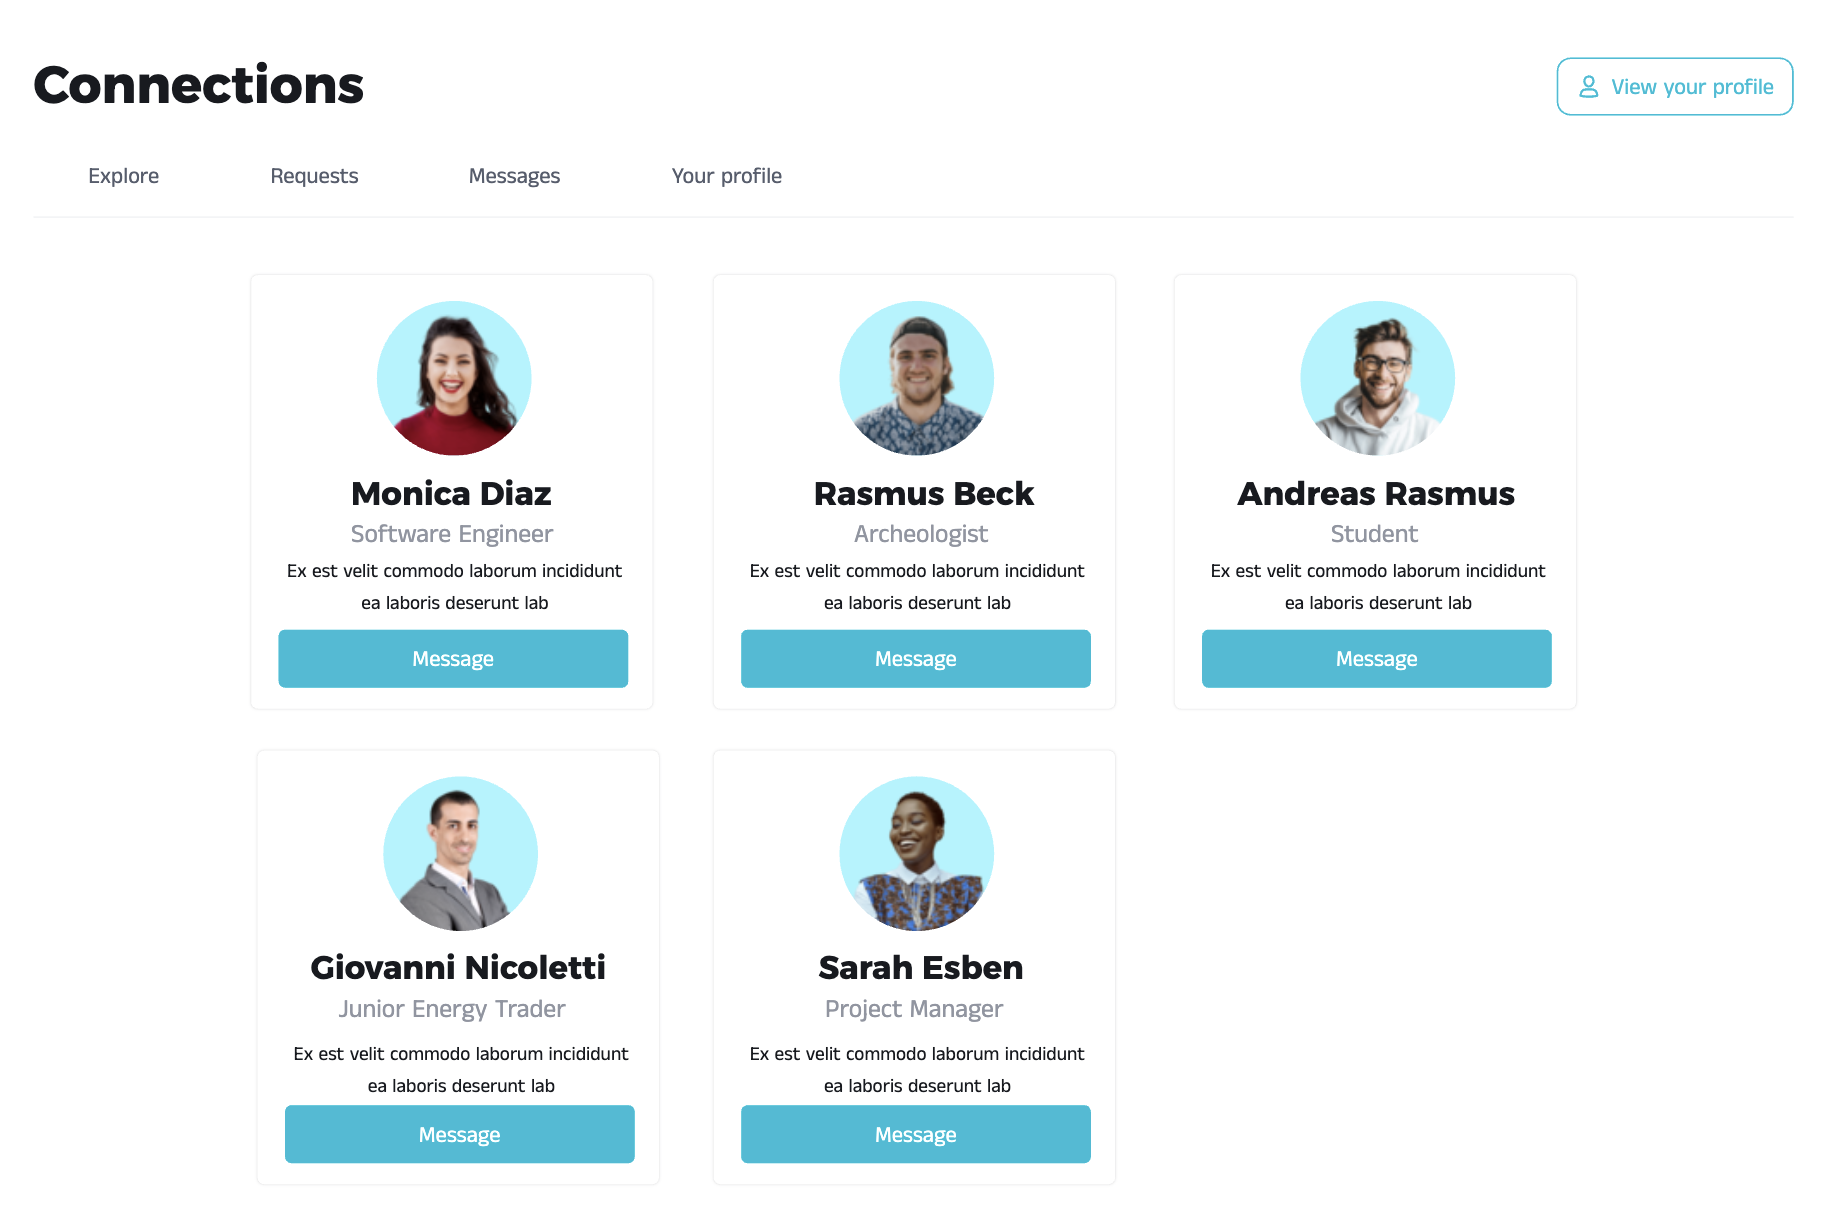 Connections
View your profile
Explore
Requests
Messages
Your profile
Monica Diaz
Software Engineer
Ex est velit commodo laborum incididunt
ea laboris deserunt lab
Message
Rasmus Beck
Archeologist
Ex est velit commodo laborum incididunt
ea laboris deserunt lab
Message
Andreas Rasmus
Student
Ex est velit commodo laborum incididunt
ea laboris deserunt lab
Message
Giovanni Nicoletti
Junior Energy Trader
Ex est velit commodo laborum incididunt
ea laboris deserunt lab
Message
Sarah Esben
Project Manager
Ex est velit commodo laborum incididunt
ea laboris deserunt lab
Message